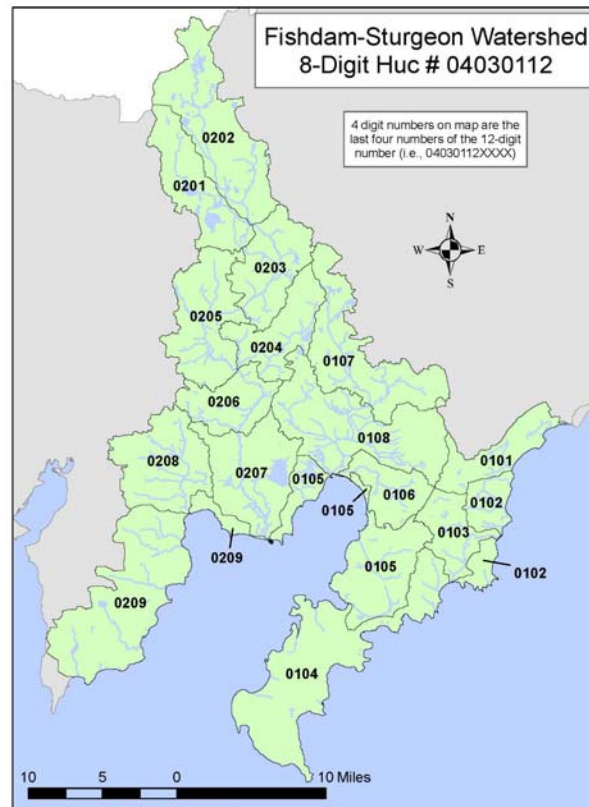 Fishdam-Sturgeon Watershed
8-Digit Huc # 04030112
4 digit numbers on map are the
last four numbers of the 12-digit
number (i.e., 04030112XXXX)
0202
0201
N
W E
S
0203
0205
0204
0107
0206
0108
0101
0208
0207
0105
0106
0102
0105
0103
0209
0102
0209
0105
0104
10 5 0 10 Miles